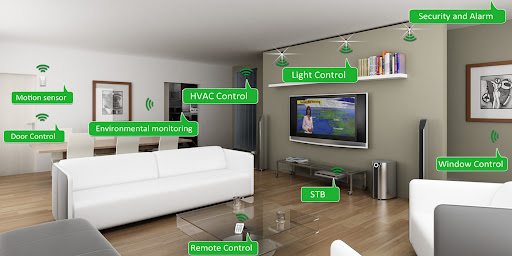 Security and Alarm
Light Control
HVAC Control
Motion sensor
Environmental monitoring
Door Control
Window Control
STB
Remote Control